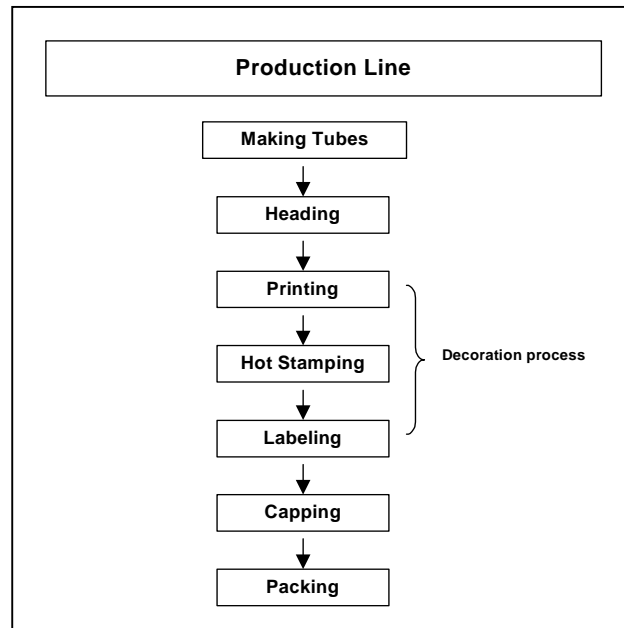 Production Line
Making Tubes
Heading
Printing
Hot Stamping
Decoration process
Labeling
Capping
Packing